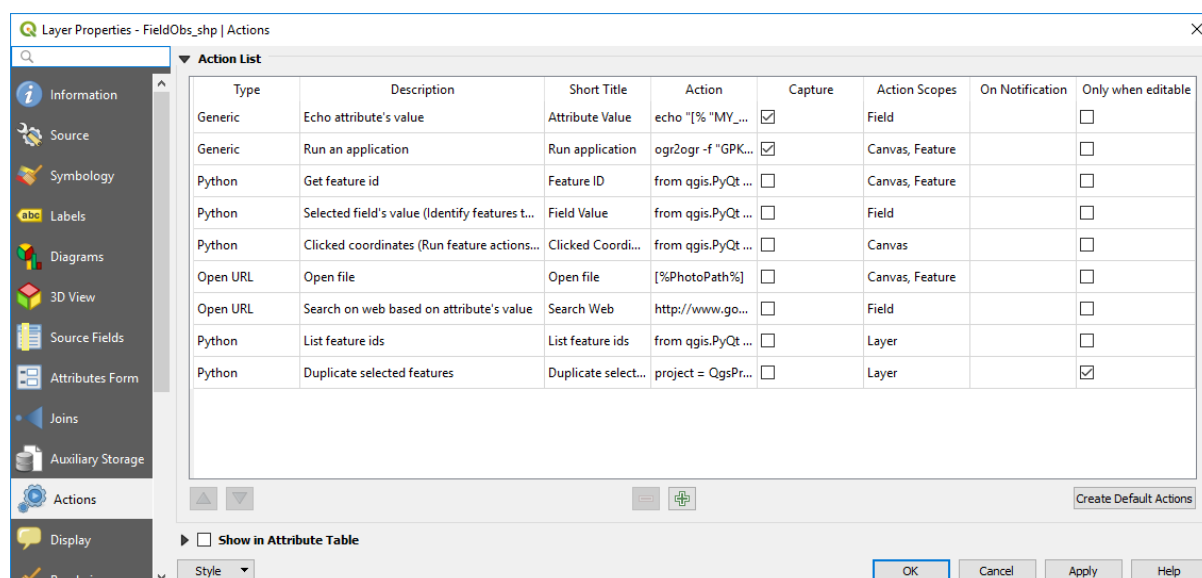 Layer Properties - FieldObs_shp | Actions
Information
Source
Symbology
abc Labels
Diagrams
3D View
Source Fields
Attributes Form
Joins
Auxiliary Storage
Actions
Display
Action List
Type Description Short Title Action Capture Action Scopes On Notification Only when editable
Generic Echo attribute's value Attribute Value echo "[% "MY_... Field
Generic Run an application Run application ogr2ogr -f "GPK... Canvas, Feature
Python Get feature id Feature ID from qgis.PyQt ... Canvas, Feature
Python Selected field's value (Identify features t... Field Value from qgis.PyQt ... Field
Python Clicked coordinates (Run feature actions... Clicked Coordi... from qgis.PyQt ... Canvas
Open URL Open file Open file [%PhotoPath%] Canvas, Feature
Open URL Search on web based on attribute's value Search Web http://www.go... Field
Python List feature ids List feature ids from qgis.PyQt ... Layer
Python Duplicate selected features Duplicate select... project = QgsPr... Layer
Create Default Actions
Show in Attribute Table
Style OK Cancel Apply Help